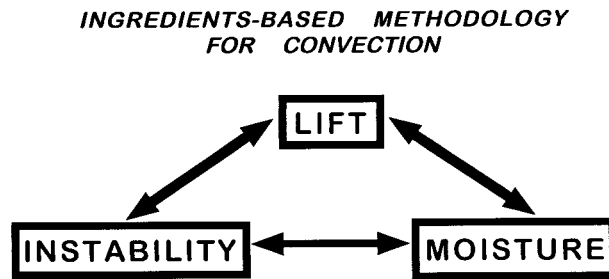 INGREDIENTS-BASED METHODOLOGY
FOR CONVECTION
LIFT
INSTABILITY
MOISTURE